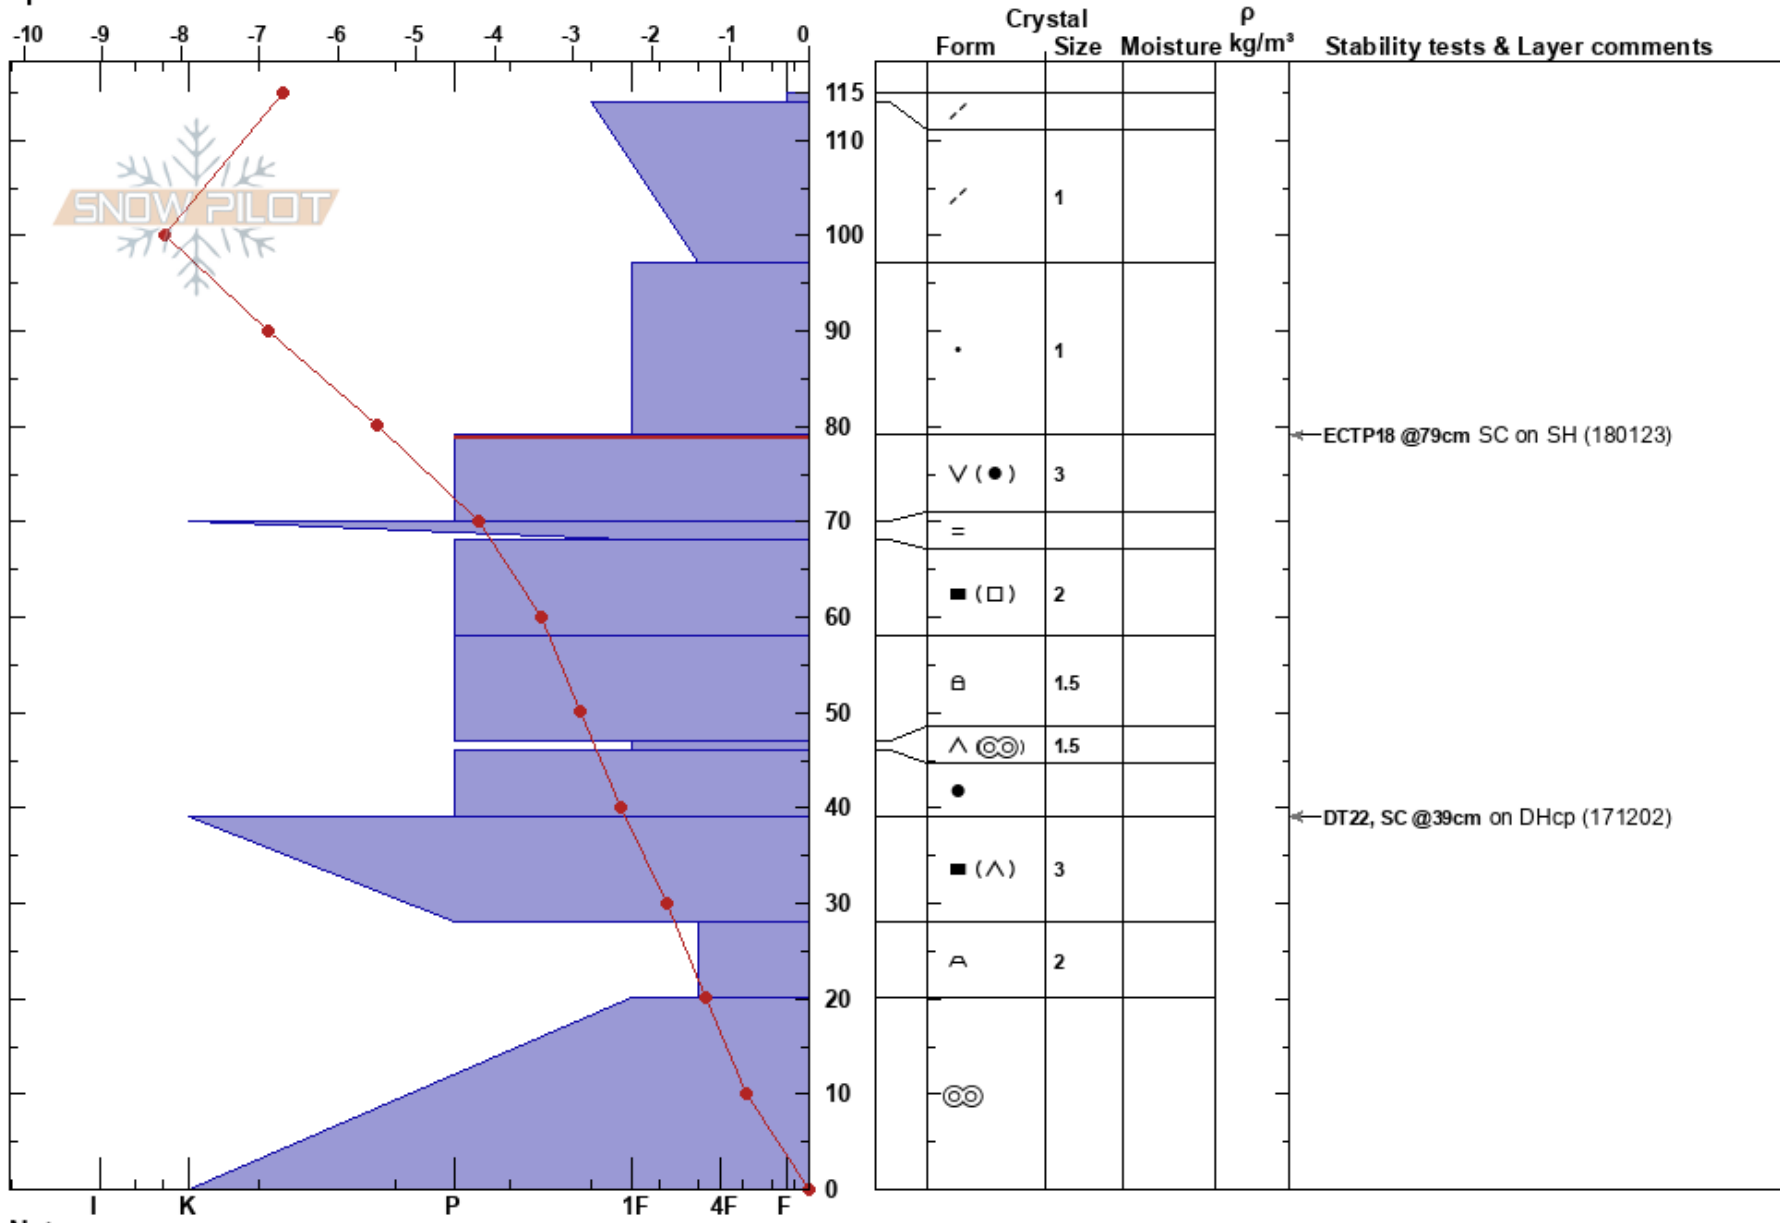 Crystal ρ
-10 -9 -8 -7 -6 -5 -4 -3 -2 -1 0 Form Size Moisture kg/m³ Stability tests & Layer comments
115
110
SNOW PILOT
1
100
1
90
80
ECTP18 @79cm SC on SH (180123)
( ● ) 3
70
=
( □ ) 2
60
1.5
50
1.5
40
DT22, SC @39cm on DHcp (171202)
(∧) 3
30
2
20
10
0
I K P 1F 4F F